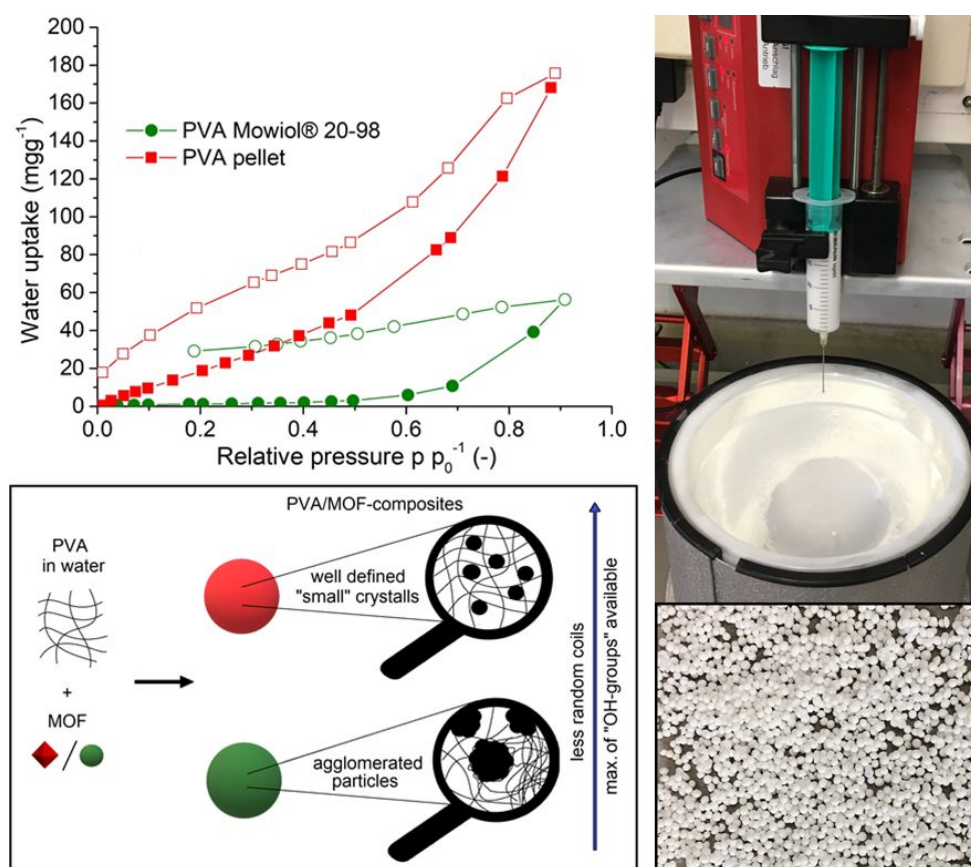 200
180
160
140
120
100
80
60
40
20
0
Water uptake (mgg⁻¹)
PVA Mowiol® 20-98
PVA pellet
0.0 0.2 0.4 0.6 0.8 1.0
Relative pressure p p₀⁻¹ (-)
PVA
in water
+
MOF
/
PVA/MOF-composites
well defined
"small" crystalls
agglomerated
particles
less random coils
max. of "OH-groups" available
Anschlag
Antrieb